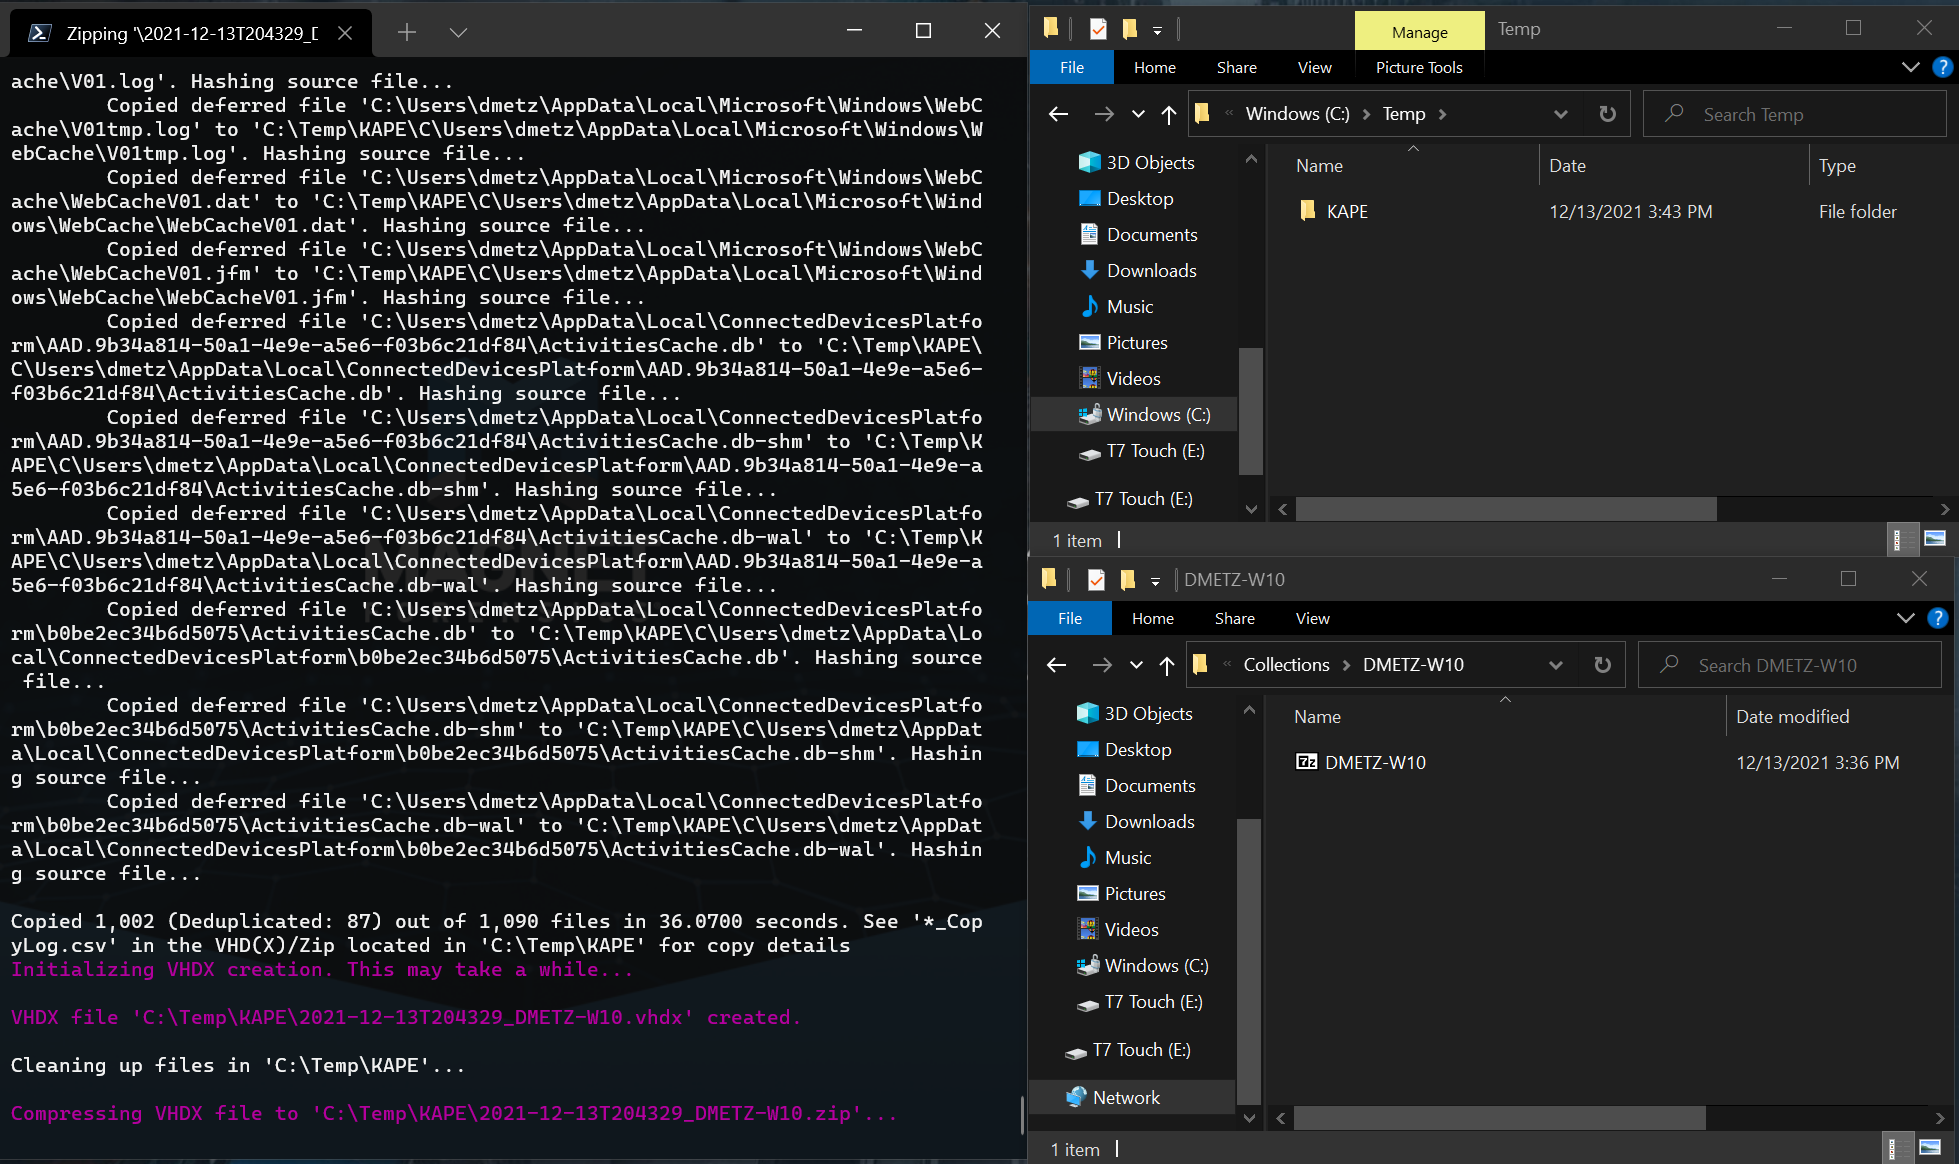 Zipping '\2021-12-13T204329_D
ache\V01.log'. Hashing source file...
Copied deferred file 'C:\Users\dmetz\AppData\Local\Microsoft\Windows\WebC
ache\V01tmp.log' to 'C:\Temp\KAPE\C\Users\dmetz\AppData\Local\Microsoft\Windows\W
ebCache\V01tmp.log'. Hashing source file...
Copied deferred file 'C:\Users\dmetz\AppData\Local\Microsoft\Windows\WebC
ache\WebCacheV01.dat' to 'C:\Temp\KAPE\C\Users\dmetz\AppData\Local\Microsoft\Wind
ows\WebCache\WebCacheV01.dat'. Hashing source file...
Copied deferred file 'C:\Users\dmetz\AppData\Local\Microsoft\Windows\WebC
ache\WebCacheV01.jfm' to 'C:\Temp\KAPE\C\Users\dmetz\AppData\Local\Microsoft\Wind
ows\WebCache\WebCacheV01.jfm'. Hashing source file...
Copied deferred file 'C:\Users\dmetz\AppData\Local\ConnectedDevicesPlatfo
rm\AAD.9b34a814-50a1-4e9e-a5e6-f03b6c21df84\ActivitiesCache.db' to 'C:\Temp\KAPE\
C\Users\dmetz\AppData\Local\ConnectedDevicesPlatform\AAD.9b34a814-50a1-4e9e-a5e6-
f03b6c21df84\ActivitiesCache.db'. Hashing source file...
Copied deferred file 'C:\Users\dmetz\AppData\Local\ConnectedDevicesPlatfo
rm\AAD.9b34a814-50a1-4e9e-a5e6-f03b6c21df84\ActivitiesCache.db-shm' to 'C:\Temp\K
APE\C\Users\dmetz\AppData\Local\ConnectedDevicesPlatform\AAD.9b34a814-50a1-4e9e-a
5e6-f03b6c21df84\ActivitiesCache.db-shm'. Hashing source file...
Copied deferred file 'C:\Users\dmetz\AppData\Local\ConnectedDevicesPlatfo
rm\AAD.9b34a814-50a1-4e9e-a5e6-f03b6c21df84\ActivitiesCache.db-wal' to 'C:\Temp\K
APE\C\Users\dmetz\AppData\Local\ConnectedDevicesPlatform\AAD.9b34a814-50a1-4e9e-a
5e6-f03b6c21df84\ActivitiesCache.db-wal'. Hashing source file...
Copied deferred file 'C:\Users\dmetz\AppData\Local\ConnectedDevicesPlatfo
rm\b0be2ec34b6d5075\ActivitiesCache.db' to 'C:\Temp\KAPE\C\Users\dmetz\AppData\Lo
cal\ConnectedDevicesPlatform\b0be2ec34b6d5075\ActivitiesCache.db'. Hashing source
file...
Copied deferred file 'C:\Users\dmetz\AppData\Local\ConnectedDevicesPlatfo
rm\b0be2ec34b6d5075\ActivitiesCache.db-shm' to 'C:\Temp\KAPE\C\Users\dmetz\AppDat
a\Local\ConnectedDevicesPlatform\b0be2ec34b6d5075\ActivitiesCache.db-shm'. Hashin
g source file...
Copied deferred file 'C:\Users\dmetz\AppData\Local\ConnectedDevicesPlatfo
rm\b0be2ec34b6d5075\ActivitiesCache.db-wal' to 'C:\Temp\KAPE\C\Users\dmetz\AppDat
a\Local\ConnectedDevicesPlatform\b0be2ec34b6d5075\ActivitiesCache.db-wal'. Hashin
g source file...
Copied 1,002 (Deduplicated: 87) out of 1,090 files in 36.0700 seconds. See '*_Cop
yLog.csv' in the VHD(X)/Zip located in 'C:\Temp\KAPE' for copy details
Initializing VHDX creation. This may take a while...
VHDX file 'C:\Temp\KAPE\2021-12-13T204329_DMETZ-W10.vhdx' created.
Cleaning up files in 'C:\Temp\KAPE'...
Compressing VHDX file to 'C:\Temp\KAPE\2021-12-13T204329_DMETZ-W10.zip'...
MAGNET
Manage Temp
File Home Share View Picture Tools
« Windows (C:) > Temp > Search Temp
3D Objects
Desktop
Documents
Downloads
Music
Pictures
Videos
Windows (C:)
T7 Touch (E:)
T7 Touch (E:)
Name Date Type
KAPE 12/13/2021 3:43 PM File folder
1 item
DMETZ-W10
File Home Share View
« Collections > DMETZ-W10 Search DMETZ-W10
3D Objects
Desktop
Documents
Downloads
Music
Pictures
Videos
Windows (C:)
T7 Touch (E:)
T7 Touch (E:)
Network
Name Date modified
7z DMETZ-W10 12/13/2021 3:36 PM
1 item